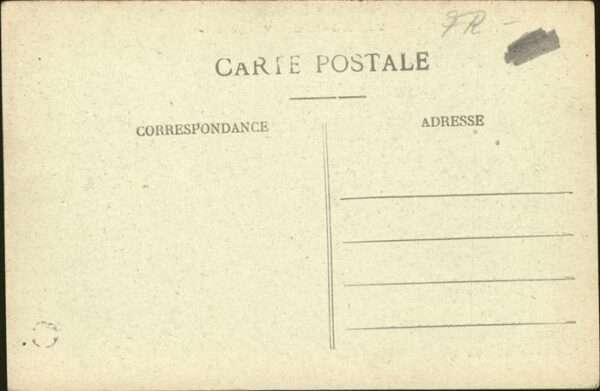 FR -
CARTE POSTALE
CORRESPONDANCE
ADRESSE